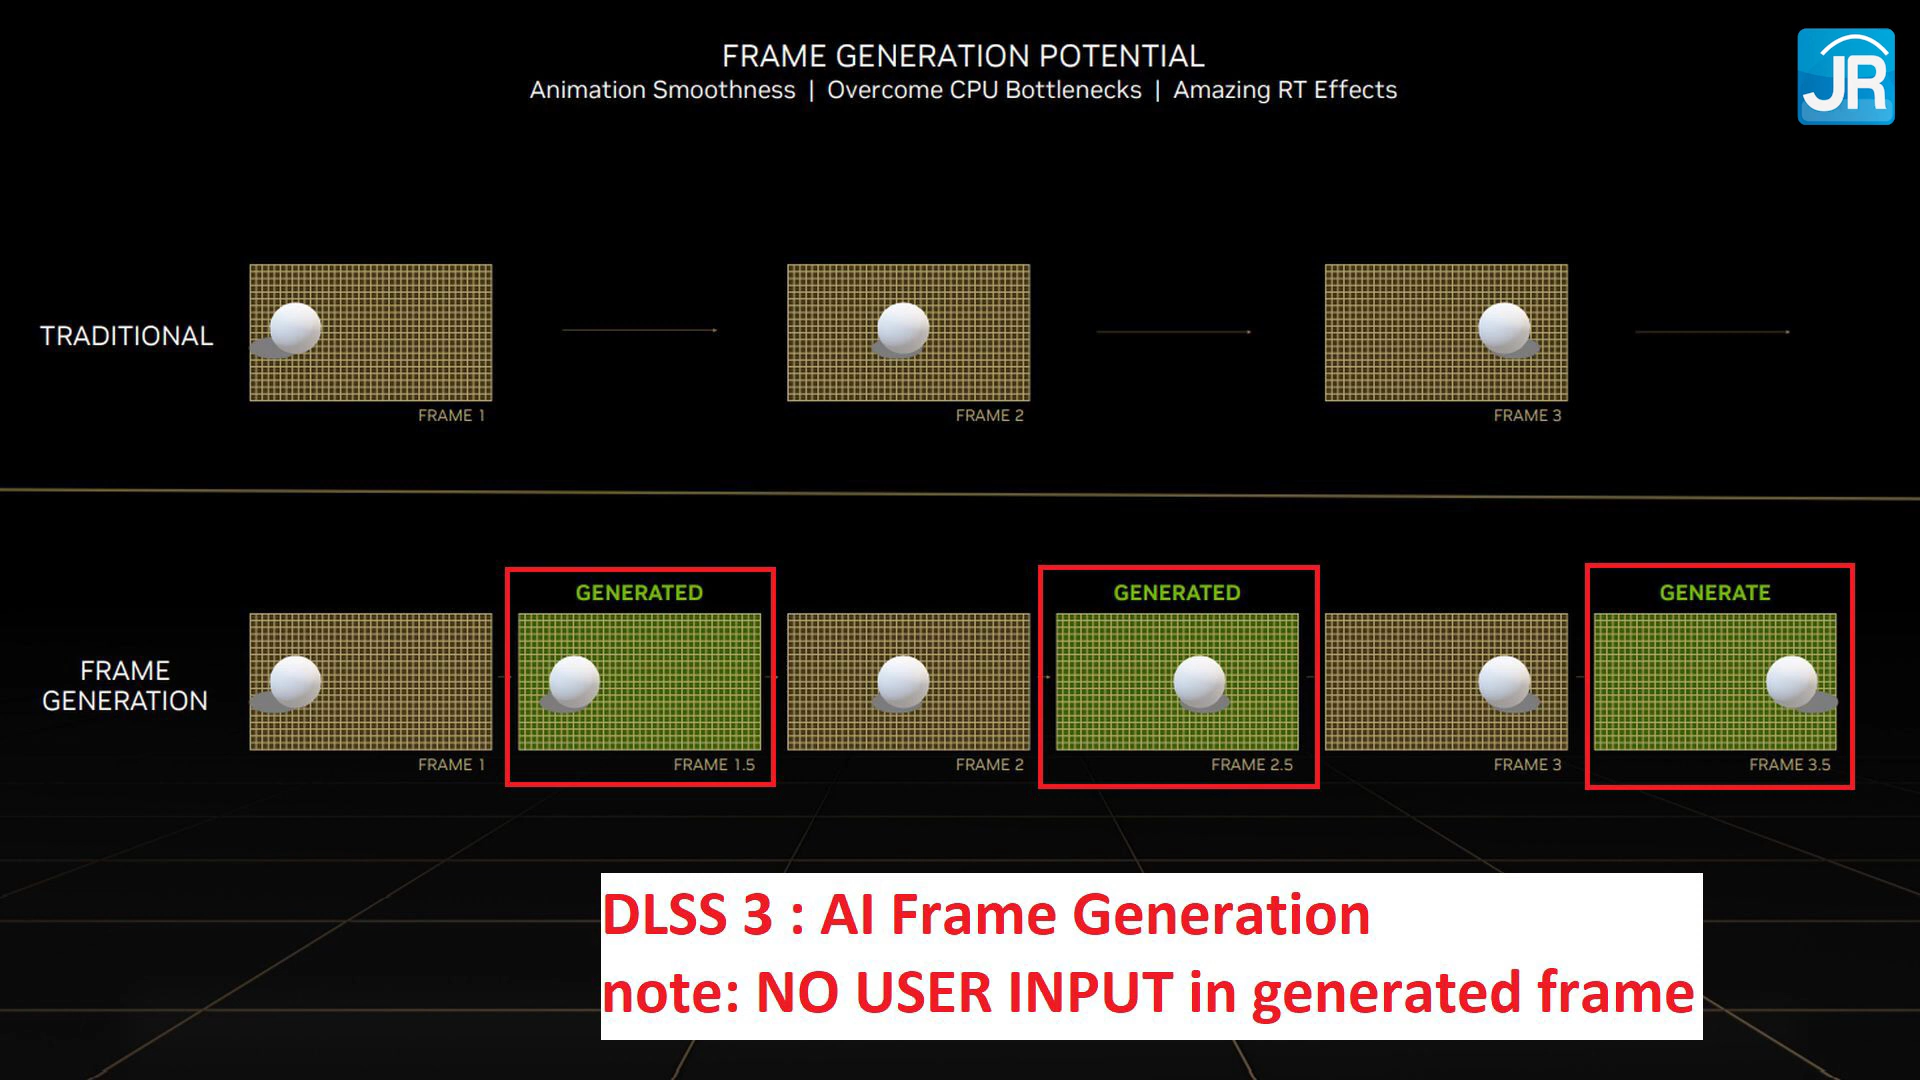 FRAME GENERATION POTENTIAL
Animation Smoothness | Overcome CPU Bottlenecks | Amazing RT Effects
JR
TRADITIONAL
FRAME 1
FRAME 2
FRAME 3
FRAME
GENERATION
GENERATED
GENERATED
GENERATE
FRAME 1
FRAME 1.5
FRAME 2
FRAME 2.5
FRAME 3
FRAME 3.5
DLSS 3 : AI Frame Generation
note: NO USER INPUT in generated frame